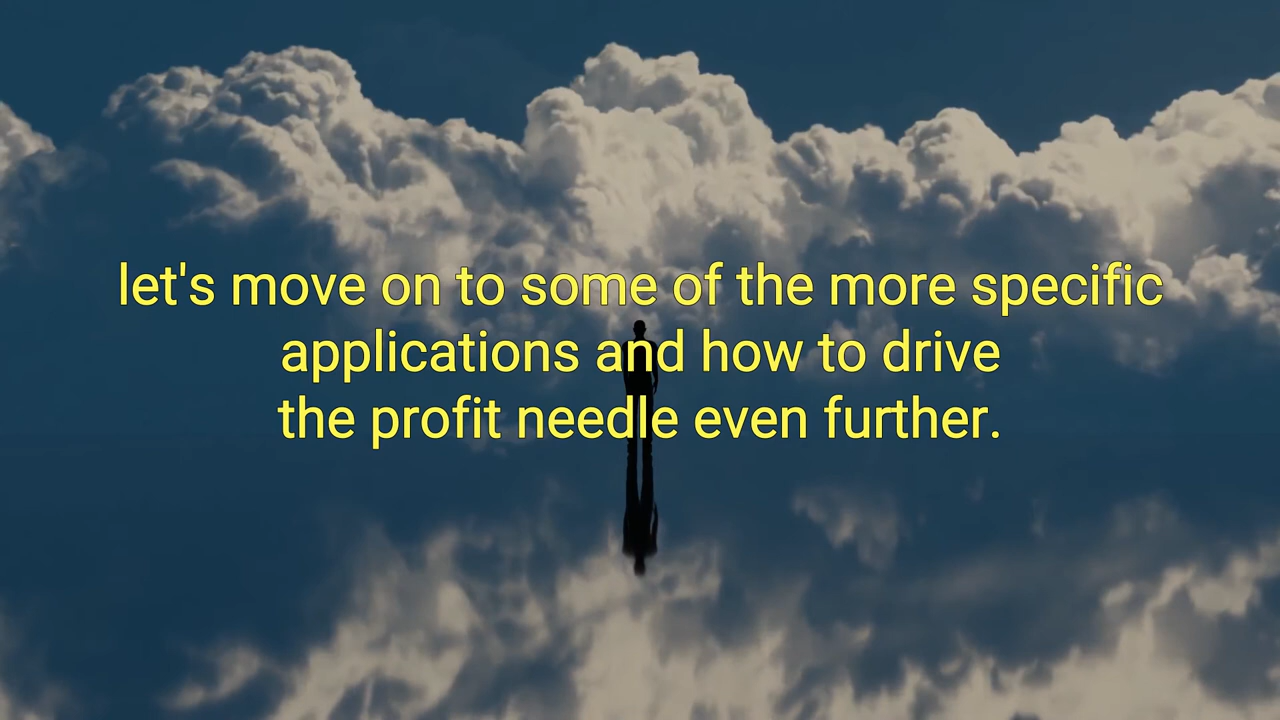 let's move on to some of the more specific
applications and how to drive
the profit needle even further.